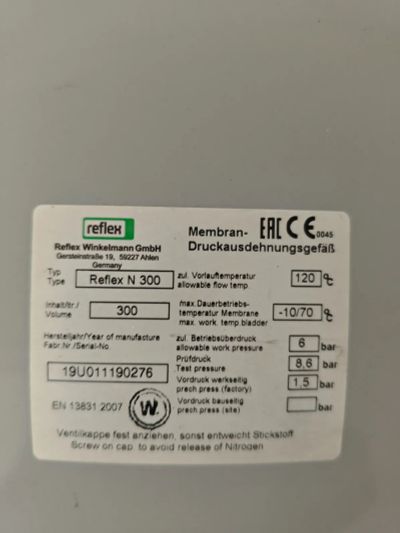 reflex
Reflex Winkelmann GmbH
Gersteinstraße 19, 59227 Ahlen
Germany
Membran-
Druckausdehnungsgefäß
EAC CE 0045
Typ
Type
Reflex N 300
zul. Vorlauftemperatur
allowable flow temp.
120 °C
Inhalt/ltr./
Volume
300
max.Dauerbetriebs-
temperatur Membrane
max. work. temp.bladder
-10/70 °C
Herstelljahr/Year of manufacture
Fabr.Nr./Serial-No.
19U011190276
zul. Betriebsüberdruck
allowable work pressure
6 bar
Prüfdruck
Test pressure
8,6 bar
Vordruck werkseitig
prech press.(factory)
1,5 bar
Vordruck bauseitig
prech press (site)
bar
EN 13831:2007
W.
Ventilkappe fest anziehen, sonst entweicht Stickstoff
Screw on cap to avoid release of Nitrogen